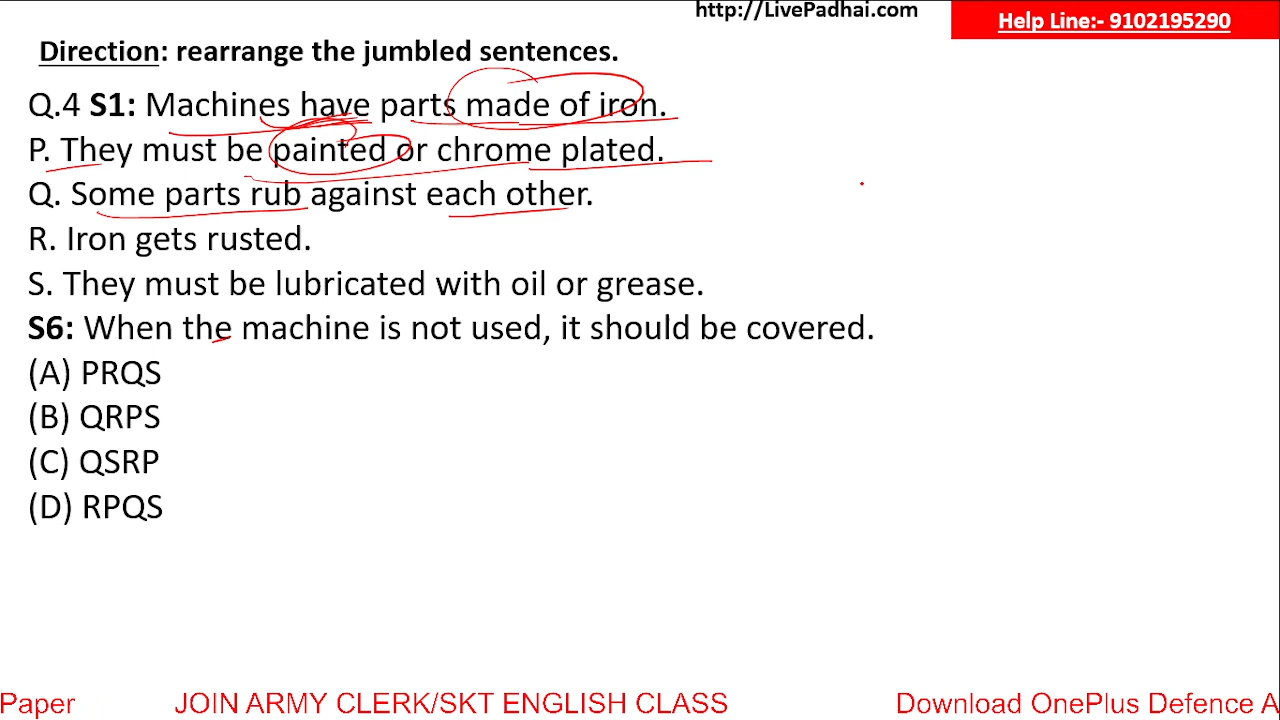 http://LivePadhai.com
Help Line:- 9102195290
Direction: rearrange the jumbled sentences.
Q.4 S1: Machines have parts made of iron.
P. They must be painted or chrome plated.
Q. Some parts rub against each other.
R. Iron gets rusted.
S. They must be lubricated with oil or grease.
S6: When the machine is not used, it should be covered.
(A) PRQS
(B) QRPS
(C) QSRP
(D) RPQS
Paper JOIN ARMY CLERK/SKT ENGLISH CLASS Download OnePlus Defence A